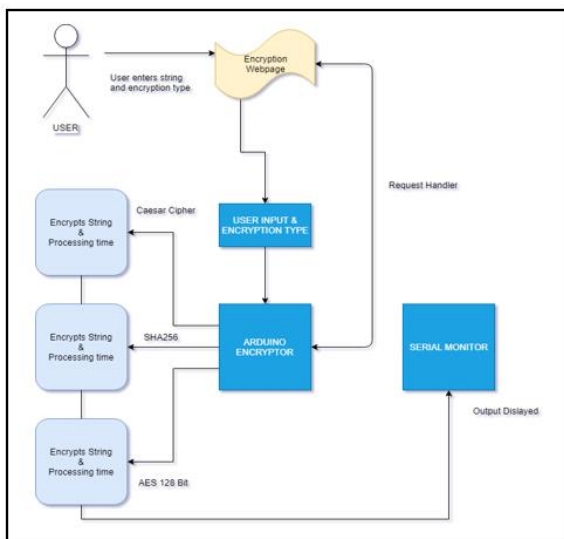 Encryption
Webpage
User enters string
and encryption type
USER
Request Handler
Caesar Cipher
USER INPUT &
ENCRYPTION TYPE
Encrypts String
&
Processing time
Encrypts String
&
Processing time
SHA256
ARDUINO
ENCRYPTOR
SERIAL MONITOR
Output Dislayed
Encrypts String
&
Processing time
AES 128 Bit